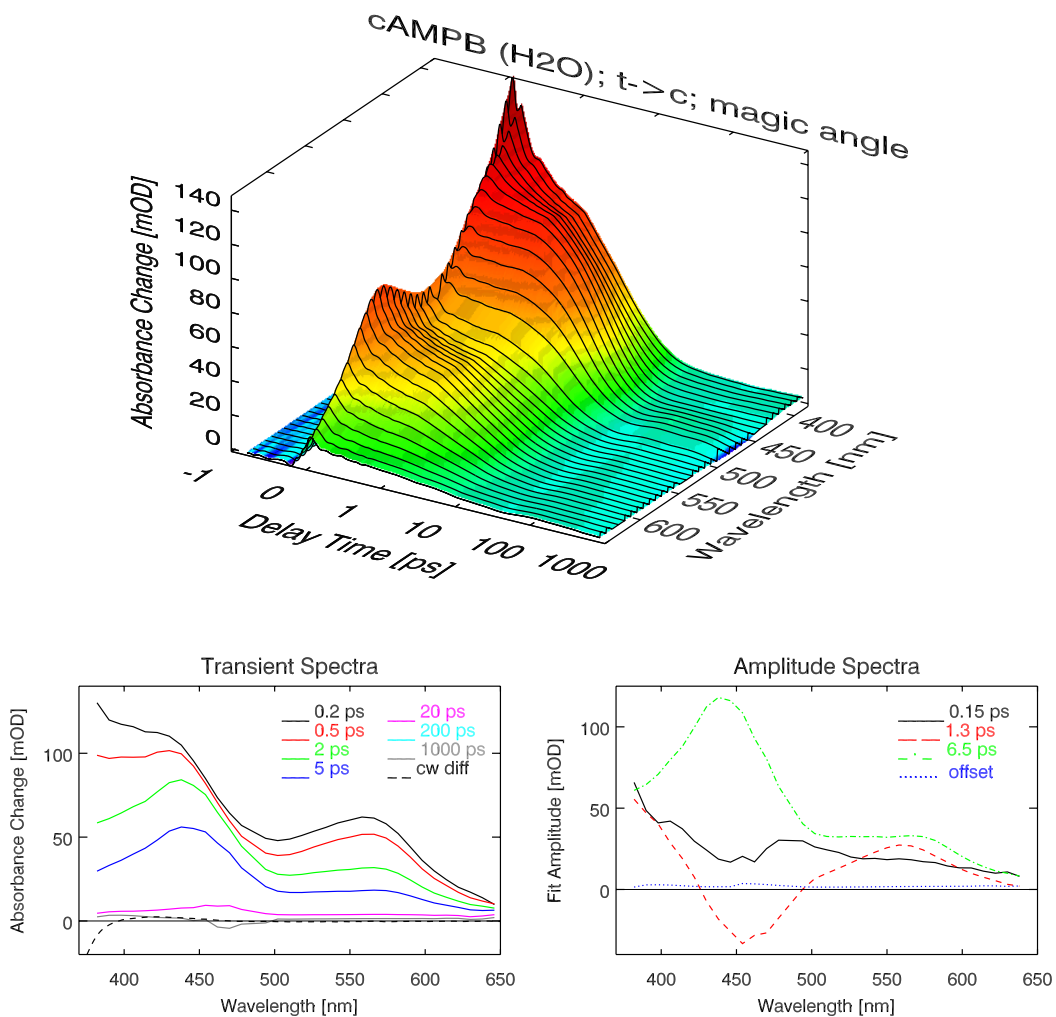 cAMPB (H2O); t->c; magic angle
Absorbance Change [mOD]
140
120
100
80
60
40
20
0
-1
0
1
10
100
1000
Delay Time [ps]
400
450
500
550
600
Wavelength [nm]
Transient Spectra
Absorbance Change [mOD]
100
50
0
0.2 ps
0.5 ps
2 ps
5 ps
20 ps
200 ps
1000 ps
cw diff
400 450 500 550 600 650
Wavelength [nm]
Amplitude Spectra
Fit Amplitude [mOD]
100
50
0
0.15 ps
1.3 ps
6.5 ps
offset
400 450 500 550 600 650
Wavelength [nm]